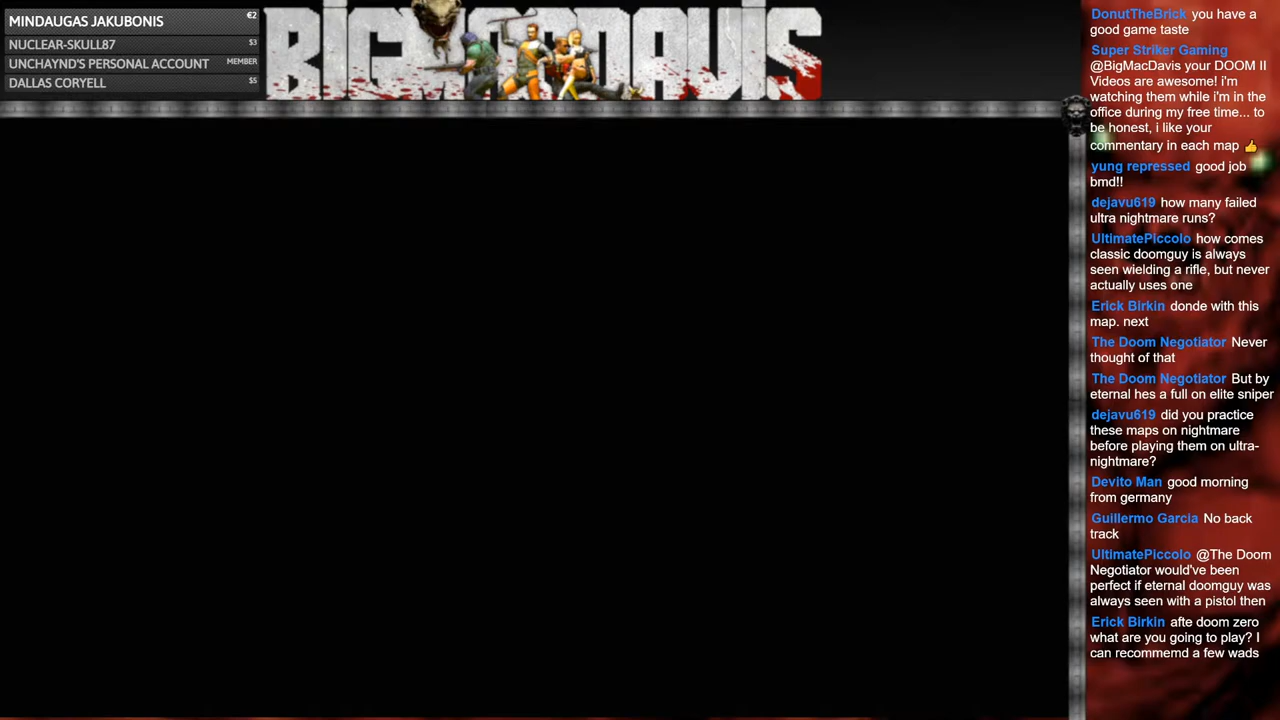 MINDAUGAS JAKUBONIS €2
NUCLEAR-SKULL87 $3
UNCHAYND'S PERSONAL ACCOUNT MEMBER
DALLAS CORYELL $5
BIGMACDAVIS
DonutTheBrick you have a
good game taste
Super Striker Gaming
@BigMacDavis your DOOM II
Videos are awesome! i'm
watching them while i'm in the
office during my free time... to
be honest, i like your
commentary in each map 👍
yung repressed good job
bmd!!
dejavu619 how many failed
ultra nightmare runs?
UltimatePiccolo how comes
classic doomguy is always
seen wielding a rifle, but never
actually uses one
Erick Birkin donde with this
map. next
The Doom Negotiator Never
thought of that
The Doom Negotiator But by
eternal hes a full on elite sniper
dejavu619 did you practice
these maps on nightmare
before playing them on ultra-
nightmare?
Devito Man good morning
from germany
Guillermo Garcia No back
track
UltimatePiccolo @The Doom
Negotiator would've been
perfect if eternal doomguy was
always seen with a pistol then
Erick Birkin afte doom zero
what are you going to play? I
can recommemd a few wads